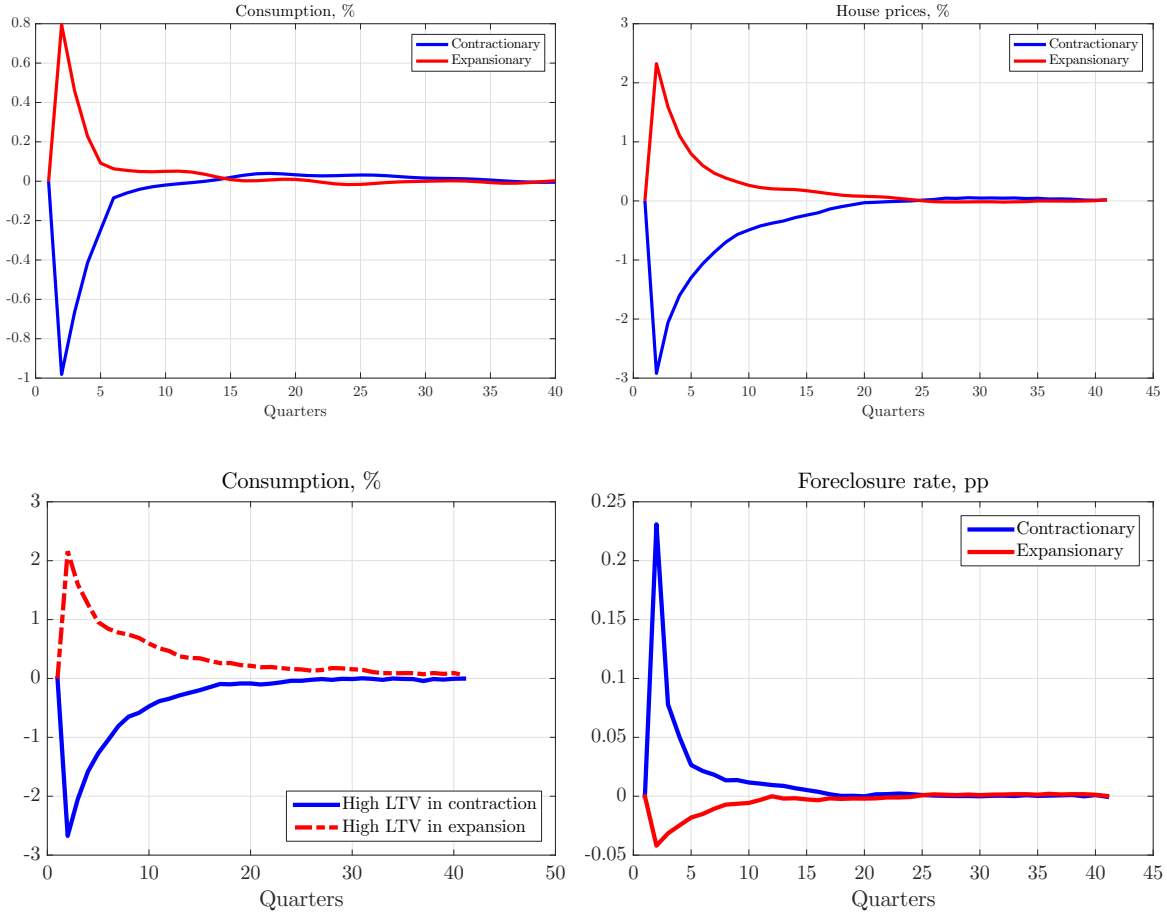 Consumption, %
0.8
0.6
0.4
0.2
0
-0.2
-0.4
-0.6
-0.8
-1
0 5 10 15 20 25 30 35 40
Quarters
Contractionary
Expansionary
House prices, %
3
2
1
0
-1
-2
-3
0 5 10 15 20 25 30 35 40 45
Quarters
Contractionary
Expansionary
Consumption, %
3
2
1
0
-1
-2
-3
0 10 20 30 40 50
Quarters
High LTV in contraction
High LTV in expansion
Foreclosure rate, pp
0.25
0.2
0.15
0.1
0.05
0
-0.05
0 5 10 15 20 25 30 35 40 45
Quarters
Contractionary
Expansionary